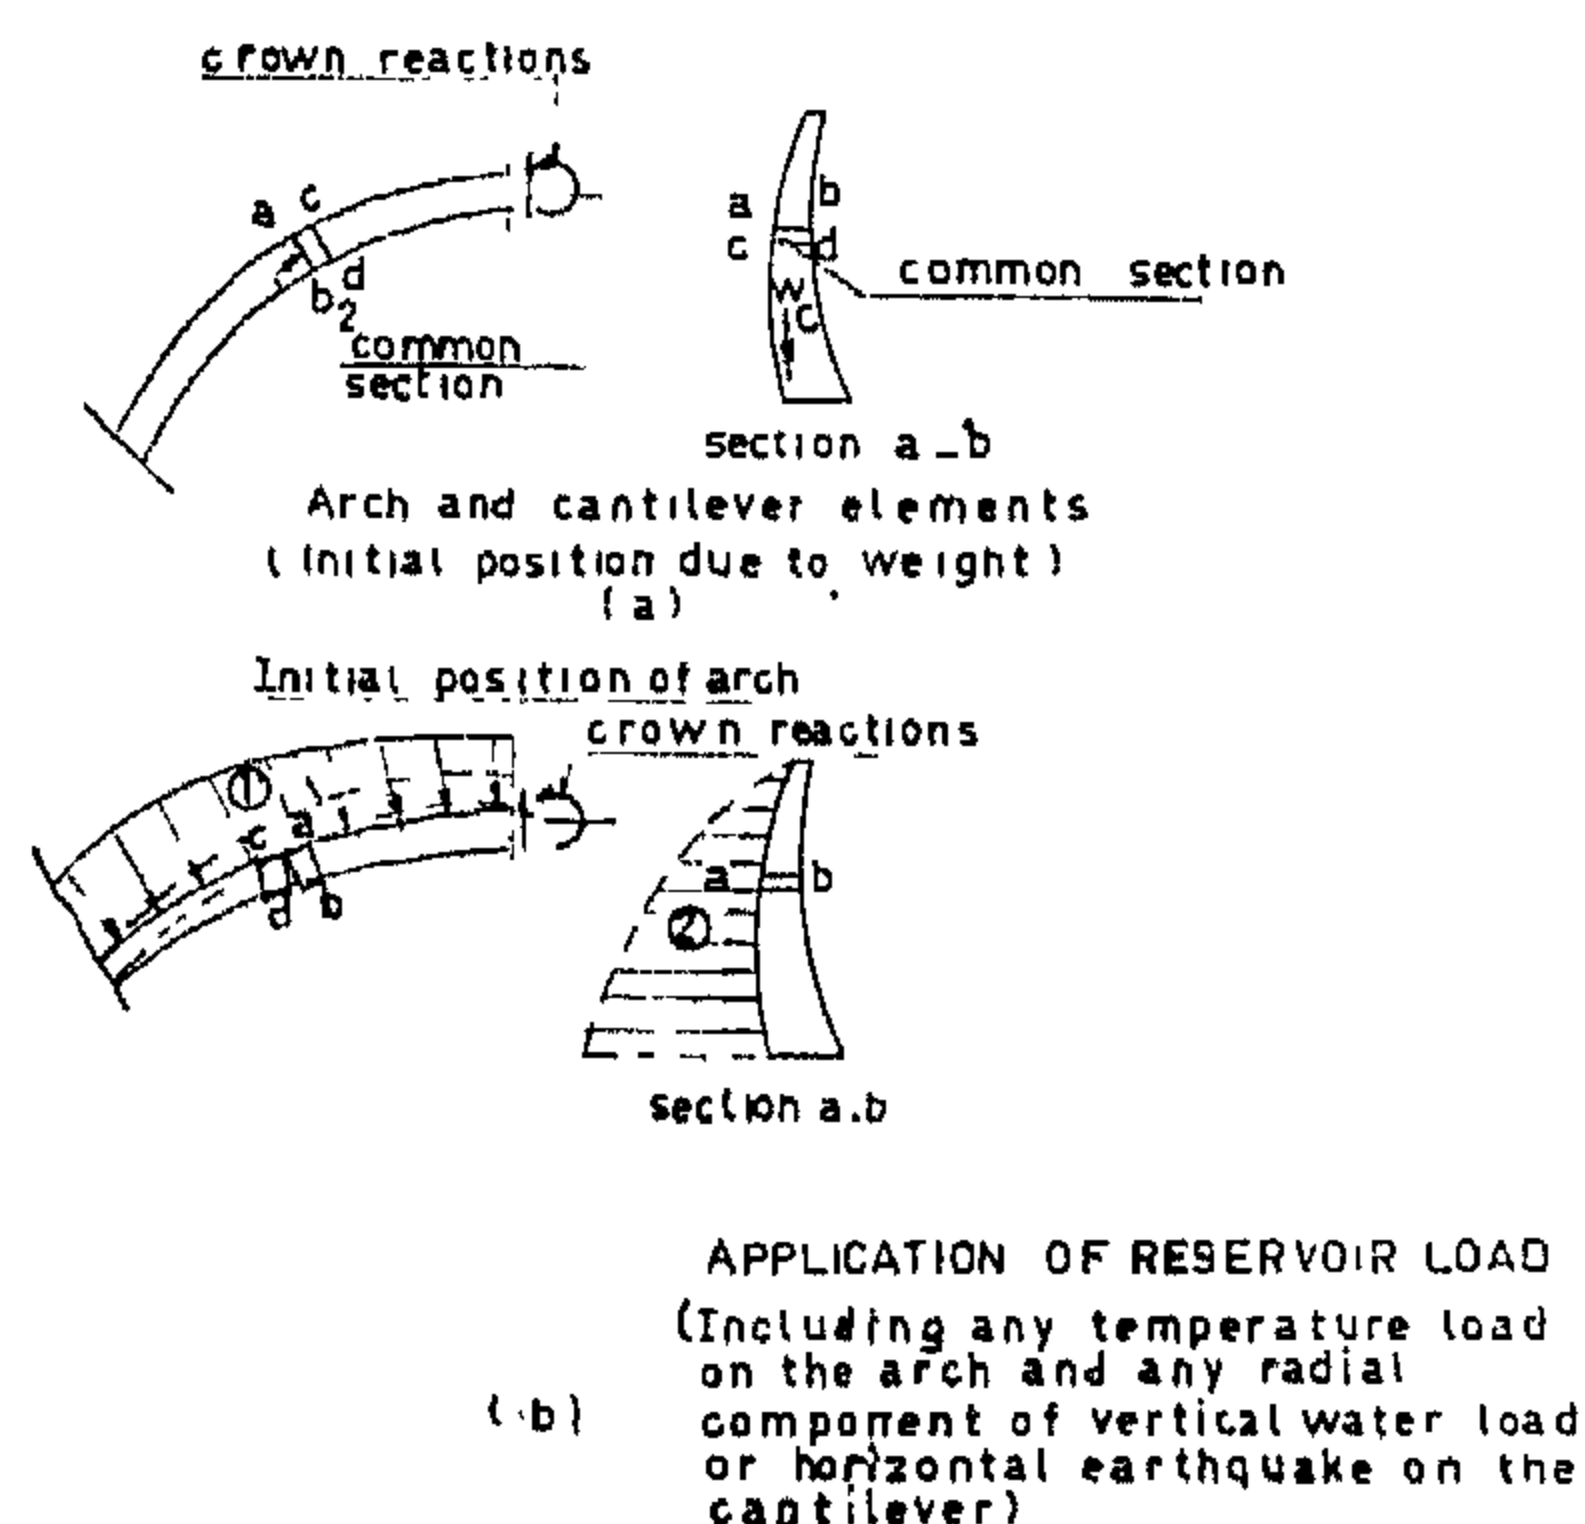 crown reactions
a c
b d
2
common
section
a b
c d
common section
W
C
section a-b
Arch and cantilever elements
(Initial position due to weight)
(a)
Initial position of arch
crown reactions
1
c a
d b
a b
2
section a.b
APPLICATION OF RESERVOIR LOAD
(Including any temperature load
on the arch and any radial
(b) component of vertical water load
or horizontal earthquake on the
cantilever)